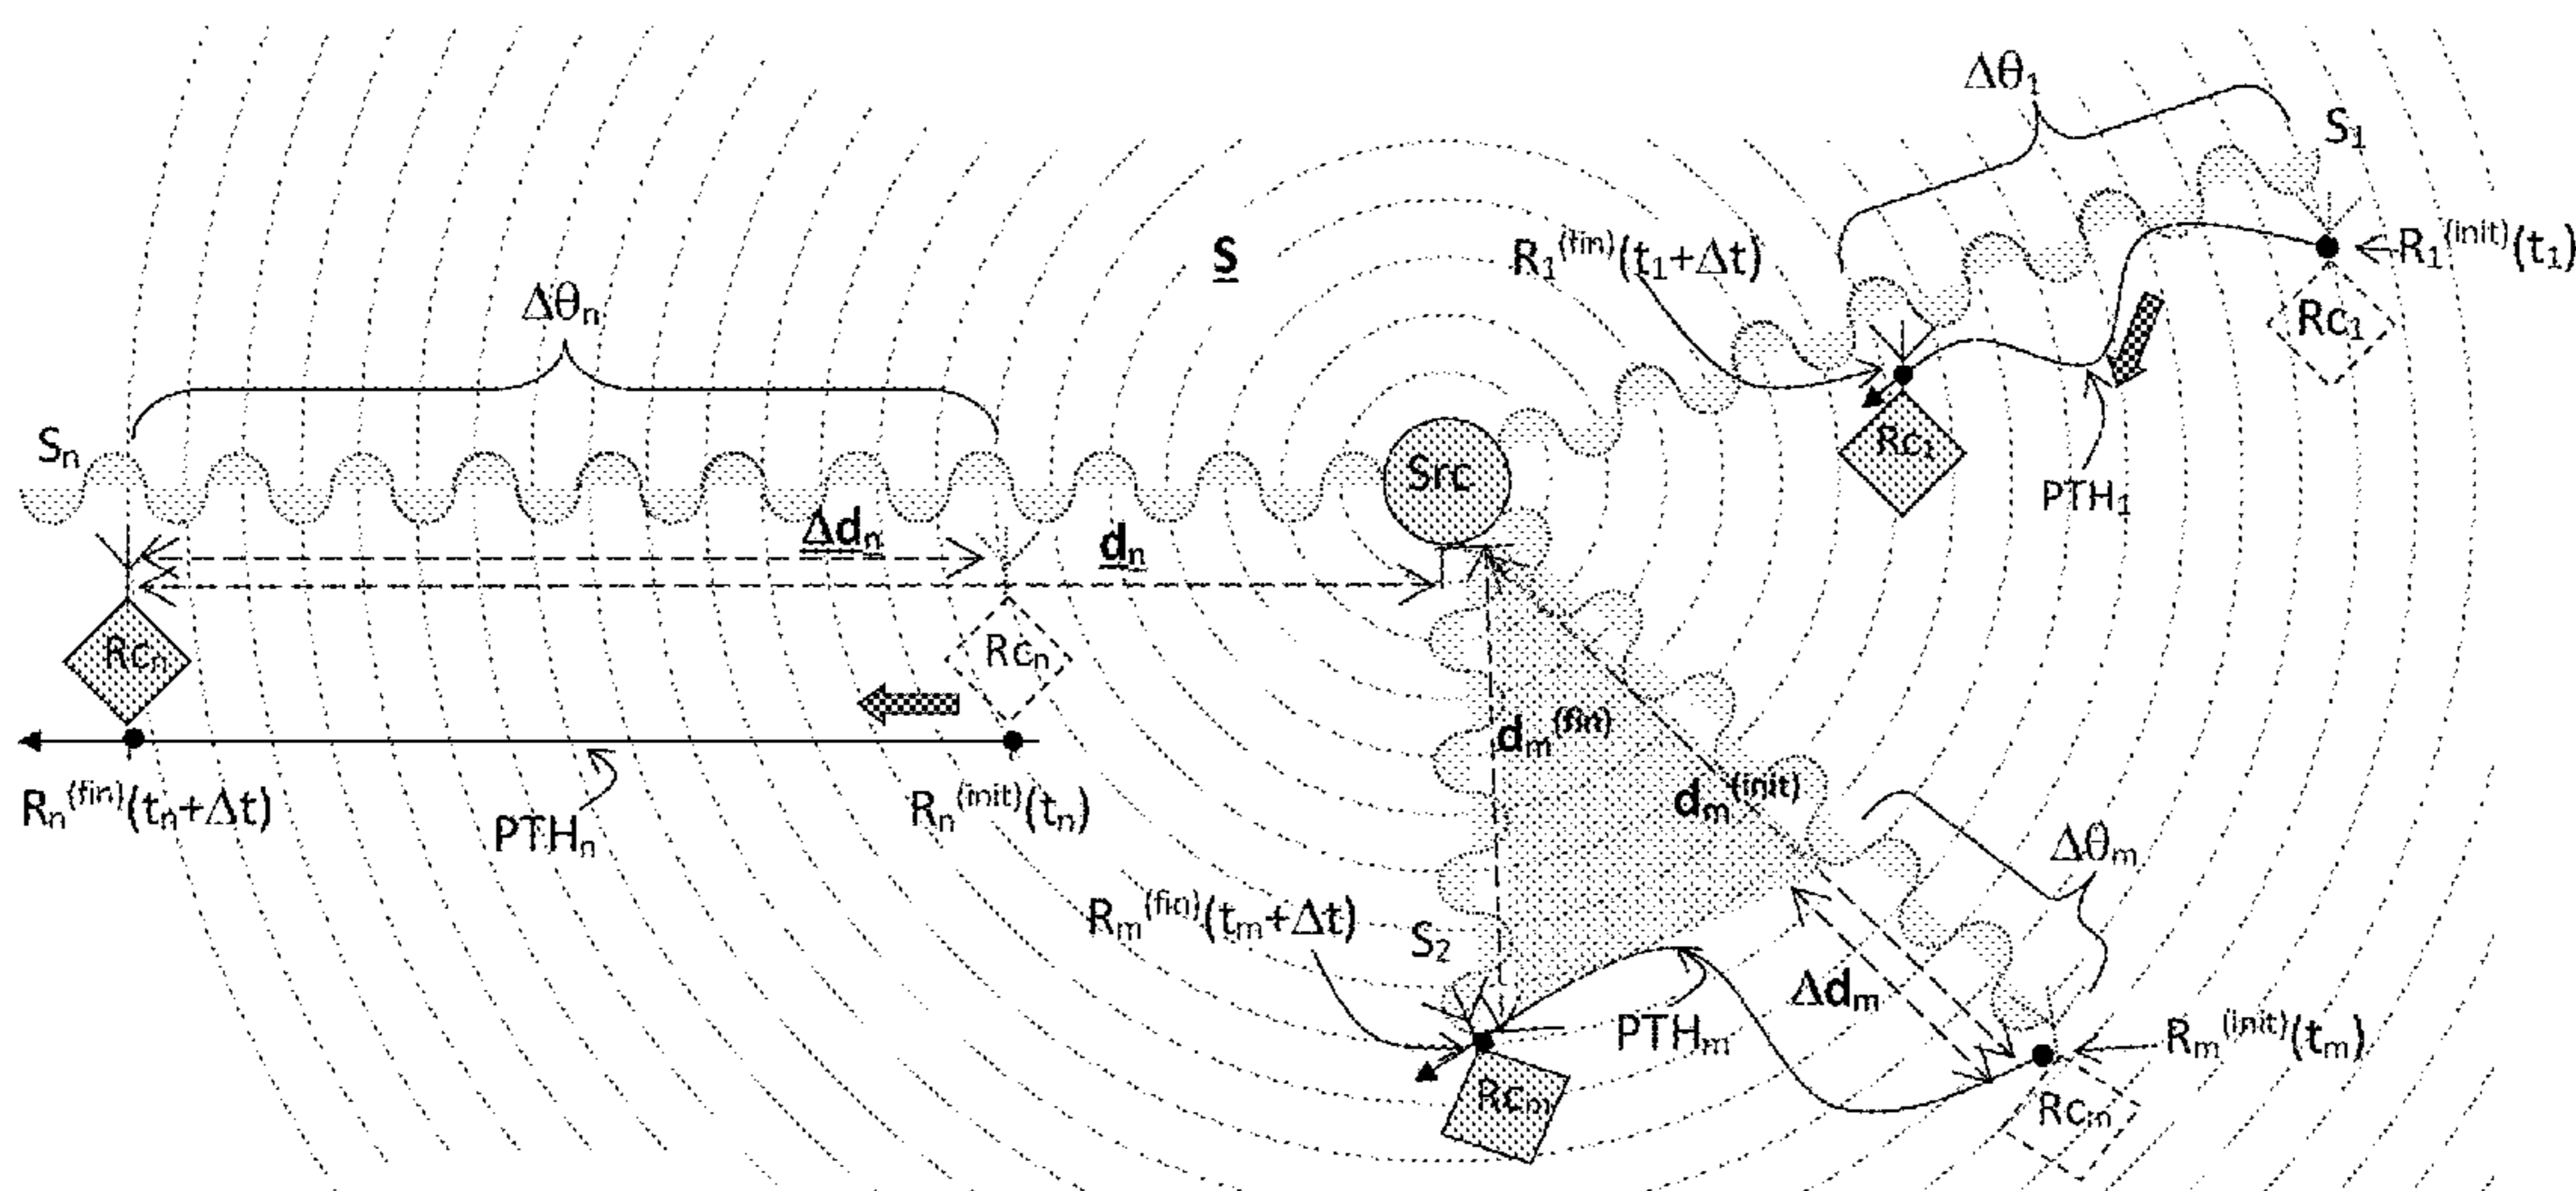 Δθ₁
S₁
S
R₁⁽ᶠⁱⁿ⁾(t₁+Δt)
R₁⁽ⁱⁿⁱᵗ⁾(t₁)
Δθₙ
Rc₁
Sₙ
Src
Rc₁
PTH₁
Δdₙ
dₙ
Rcₙ
Rcₙ
dₘ⁽ᶠⁱⁿ⁾
dₘ⁽ⁱⁿⁱᵗ⁾
Rₙ⁽ᶠⁱⁿ⁾(tₙ+Δt)
PTHₙ
Rₙ⁽ⁱⁿⁱᵗ⁾(tₙ)
Δθₘ
Rₘ⁽ᶠⁱⁿ⁾(tₘ+Δt)
S₂
Δdₘ
PTHₘ
Rₘ⁽ⁱⁿⁱᵗ⁾(tₘ)
Rcₘ
Rcₘ